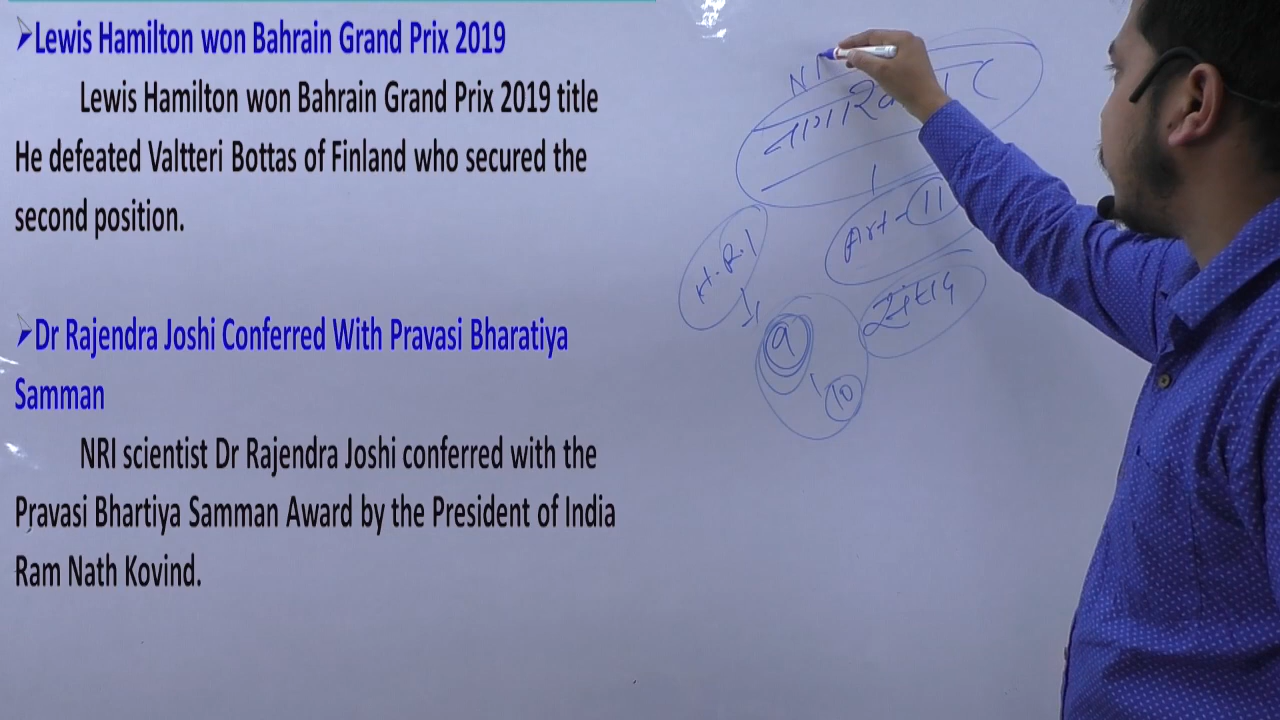 ➢Lewis Hamilton won Bahrain Grand Prix 2019
Lewis Hamilton won Bahrain Grand Prix 2019 title
He defeated Valtteri Bottas of Finland who secured the
second position.
➢Dr Rajendra Joshi Conferred With Pravasi Bharatiya
Samman
NRI scientist Dr Rajendra Joshi conferred with the
Pravasi Bhartiya Samman Award by the President of India
Ram Nath Kovind.
N
Art - 11
संसद
9
10